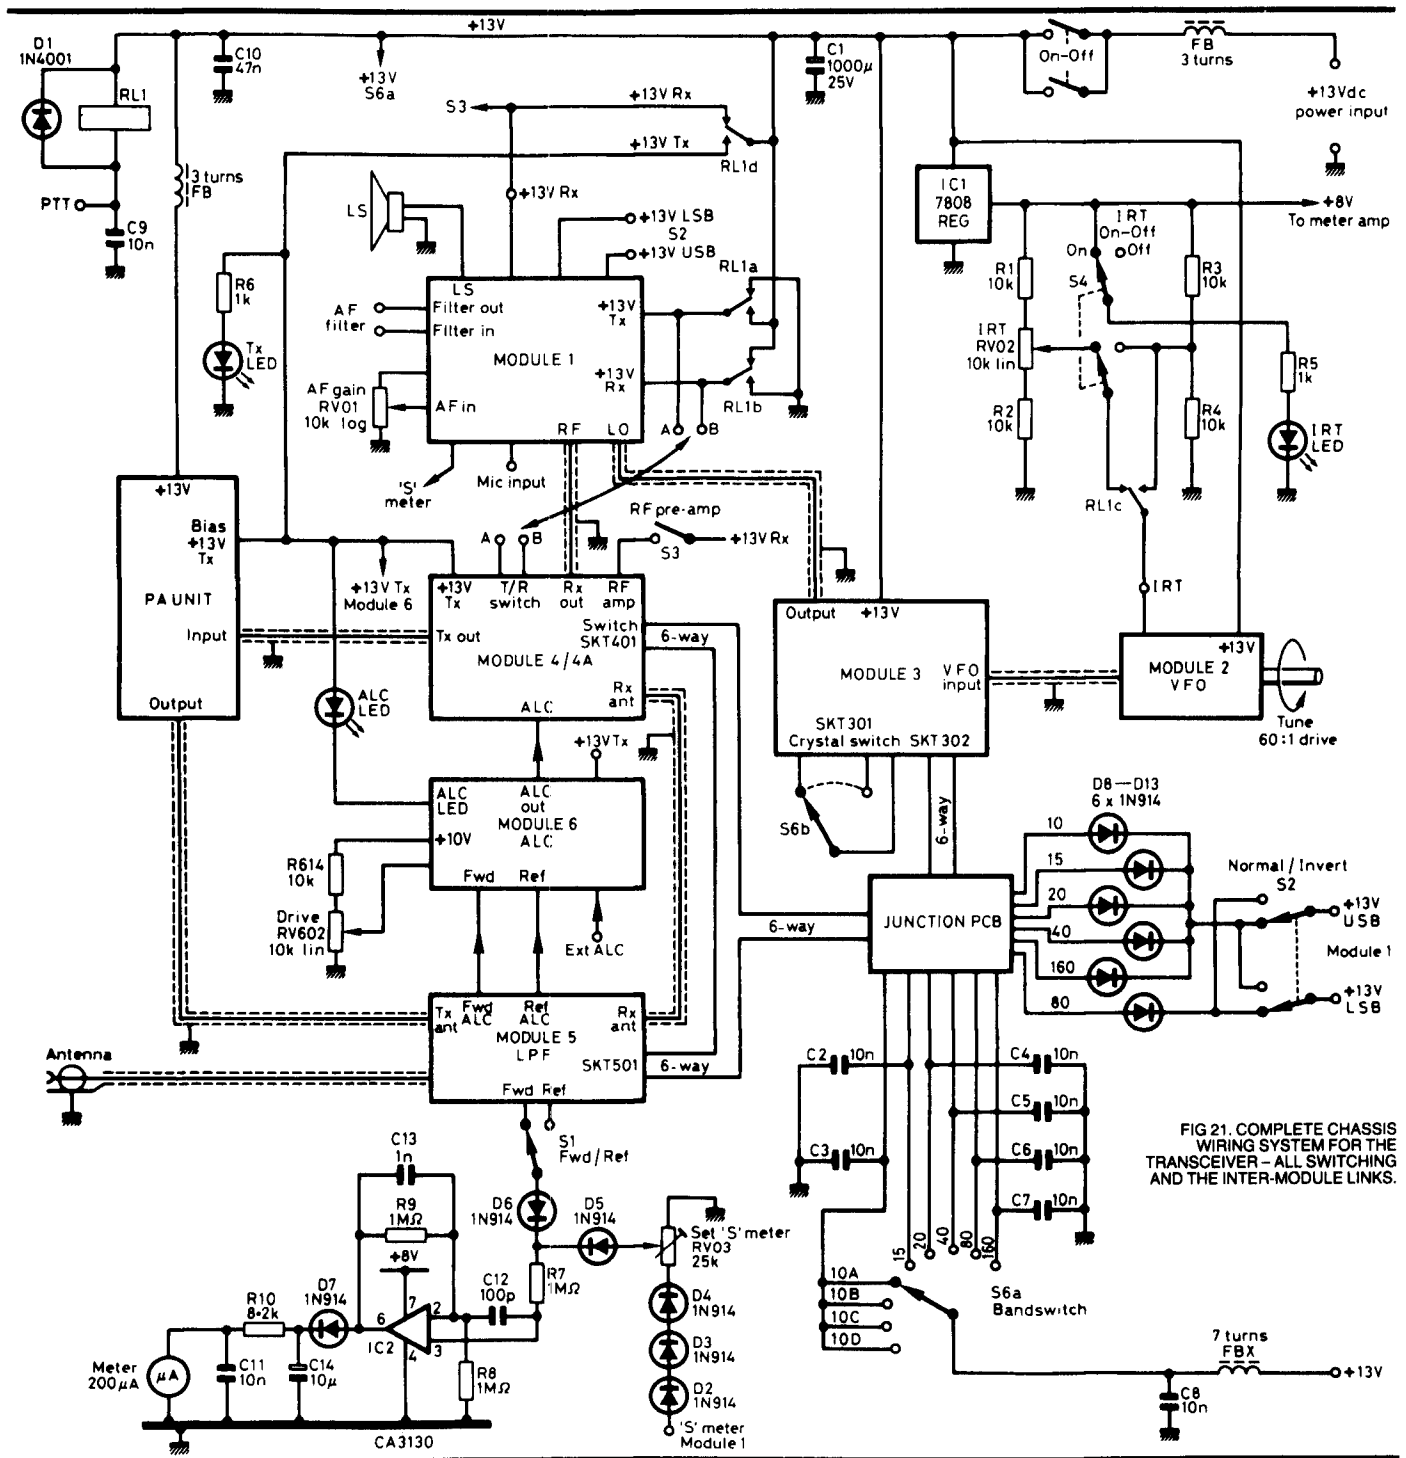 +13V
D1
1N4001
C10
47n
+13V
S6a
C1
1000µ
25V
On-Off
FB
3 turns
+13Vdc
power input
RL1
S3
+13V Rx
+13V Tx
RL1d
3 turns
FB
PTT
C9
10n
+13V Rx
LS
+13V LSB
S2
+13V USB
IC1
7808
REG
+8V
To meter amp
IRT
On-Off
On
Off
S4
R1
10k
R3
10k
IRT
RV02
10k lin
R2
10k
R4
10k
R5
1k
IRT
LED
RL1c
IRT
R6
1k
Tx
LED
AF
filter
LS
Filter out
Filter in
MODULE 1
+13V
Tx
+13V
Rx
AF gain
RV01
10k log
AF in
RF
LO
RL1a
RL1b
A
B
'S'
meter
Mic input
RF pre-amp
S3
+13V Rx
A
B
+13V
Bias
+13V
Tx
PA UNIT
Input
Output
+13V Tx
Module 6
+13V
Tx
T/R
switch
Rx
out
RF
amp
Switch
SKT401
6-way
Tx out
MODULE 4/4A
Rx
ant
ALC
Output
+13V
MODULE 3
VFO
input
SKT301
Crystal switch
SKT302
+13V
MODULE 2
VFO
Tune
60:1 drive
ALC
LED
+13VTx
ALC
LED
ALC
out
MODULE 6
ALC
+10V
Fwd
Ref
R614
10k
Drive
RV602
10k lin
Ext ALC
S6b
6-way
D8—D13
6 x 1N914
10
15
20
40
160
80
Normal / Invert
S2
+13V
USB
Module 1
+13V
LSB
JUNCTION PCB
6-way
Tx
ant
Fwd
ALC
Ref
ALC
Rx
ant
MODULE 5
LPF
SKT501
6-way
Fwd
Ref
Antenna
S1
Fwd/Ref
C2
10n
C3
10n
C4
10n
C5
10n
C6
10n
C7
10n
FIG 21. COMPLETE CHASSIS
WIRING SYSTEM FOR THE
TRANSCEIVER – ALL SWITCHING
AND THE INTER-MODULE LINKS.
C13
1n
R9
1MΩ
+8V
D6
1N914
D5
1N914
Set 'S' meter
RV03
25k
R7
1MΩ
C12
100p
D7
1N914
R10
8·2k
6
7
2
IC2
4
3
R8
1MΩ
D4
1N914
D3
1N914
D2
1N914
'S' meter
Module 1
Meter
200µA
µA
C11
10n
C14
10µ
CA3130
15
20
40
80
160
10A
10B
10C
10D
S6a
Bandswitch
7 turns
FBX
+13V
C8
10n